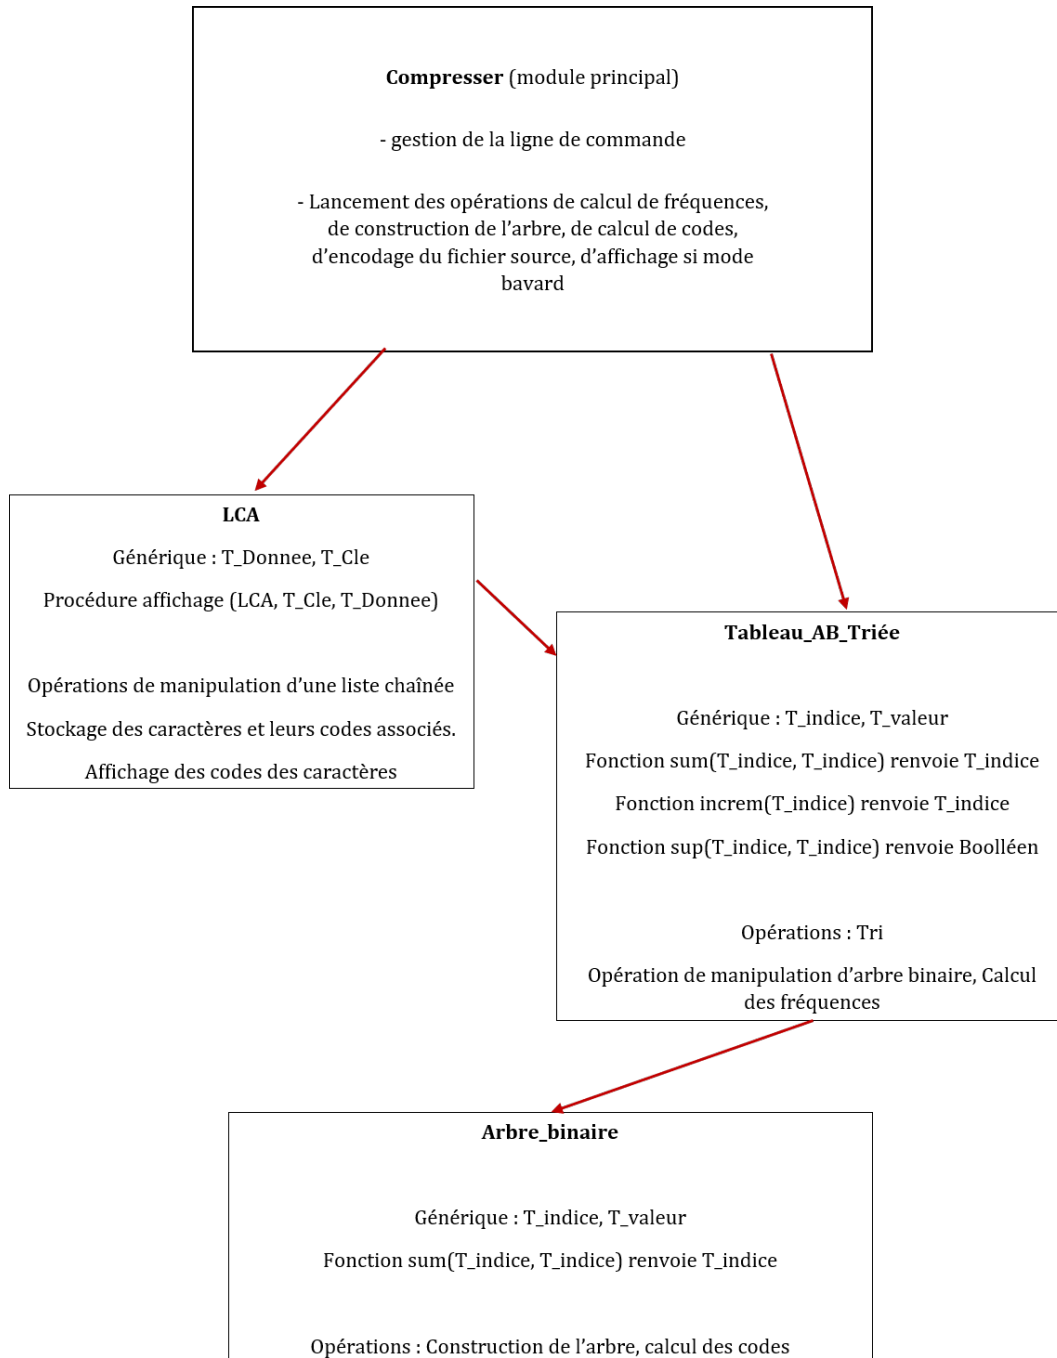 Compresser (module principal)
- gestion de la ligne de commande
- Lancement des opérations de calcul de fréquences,
de construction de l'arbre, de calcul de codes,
d'encodage du fichier source, d'affichage si mode
bavard
LCA
Générique : T_Donnee, T_Cle
Procédure affichage (LCA, T_Cle, T_Donnee)
Opérations de manipulation d'une liste chaînée
Stockage des caractères et leurs codes associés.
Affichage des codes des caractères
Tableau_AB_Triée
Générique : T_indice, T_valeur
Fonction sum(T_indice, T_indice) renvoie T_indice
Fonction increm(T_indice) renvoie T_indice
Fonction sup(T_indice, T_indice) renvoie Boolléen
Opérations : Tri
Opération de manipulation d'arbre binaire, Calcul
des fréquences
Arbre_binaire
Générique : T_indice, T_valeur
Fonction sum(T_indice, T_indice) renvoie T_indice
Opérations : Construction de l'arbre, calcul des codes